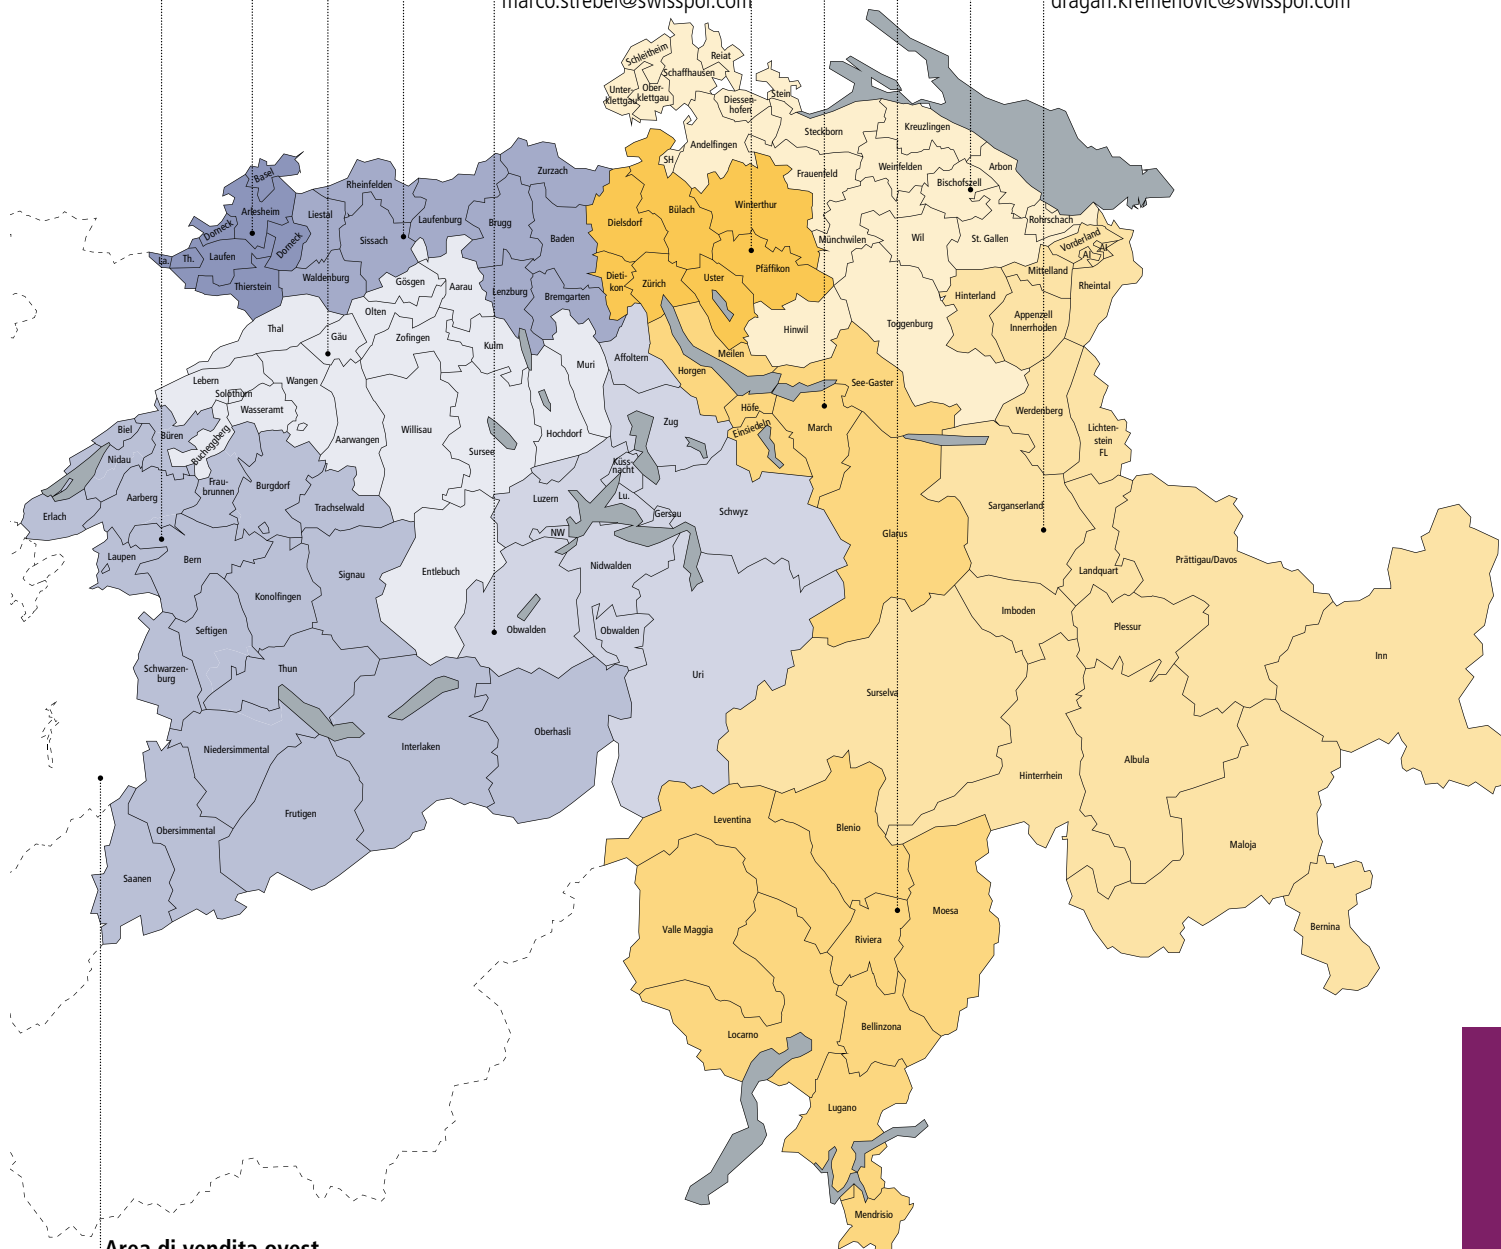 marco.strebel@swisspor.com
dragan.kremenovic@swisspor.com
Schleitheim
Reiat
Schaffhausen
Unter-
klettgau
Ober-
klettgau
Diessen-
hofen
Stein
Andelfingen
Steckborn
Kreuzlingen
SH
Frauenfeld
Weinfelden
Arbon
Bischofszell
Basel
Rheinfelden
Zurzach
Winterthur
Arlesheim
Liestal
Laufenburg
Brugg
Bülach
Dielsdorf
Rohrschach
Dorneck
Dorneck
Sissach
Baden
Münchwilen
Wil
St. Gallen
Vorderland
AI
AI
La.
Th.
Laufen
Waldenburg
Thierstein
Gösgen
Aarau
Lenzburg
Bremgarten
Dieti-
kon
Zürich
Uster
Pfäffikon
Mittelland
Hinterland
Rheintal
Appenzell
Innerrhoden
Olten
Thal
Gäu
Zofingen
Kulm
Muri
Affoltern
Meilen
Hinwil
Toggenburg
Horgen
See-Gaster
Lebern
Solothurn
Wangen
Wasseramt
Höfe
Einsiedeln
March
Werdenberg
Lichten-
stein
FL
Biel
Büren
Bucheggberg
Aarwangen
Willisau
Hochdorf
Zug
Sursee
Nidau
Küss-
nacht
Aarberg
Frau-
brunnen
Burgdorf
Trachselwald
Luzern
Lu.
Gersau
Schwyz
Sarganserland
Erlach
NW
Glarus
Laupen
Bern
Signau
Entlebuch
Nidwalden
Landquart
Prättigau/Davos
Konolfingen
Imboden
Plessur
Seftigen
Obwalden
Obwalden
Inn
Schwarzen-
burg
Thun
Uri
Surselva
Oberhasli
Niedersimmental
Interlaken
Albula
Hinterrhein
Frutigen
Leventina
Blenio
Obersimmental
Maloja
Saanen
Moesa
Valle Maggia
Riviera
Bernina
Locarno
Bellinzona
Lugano
Mendrisio
Area di vendita ovest